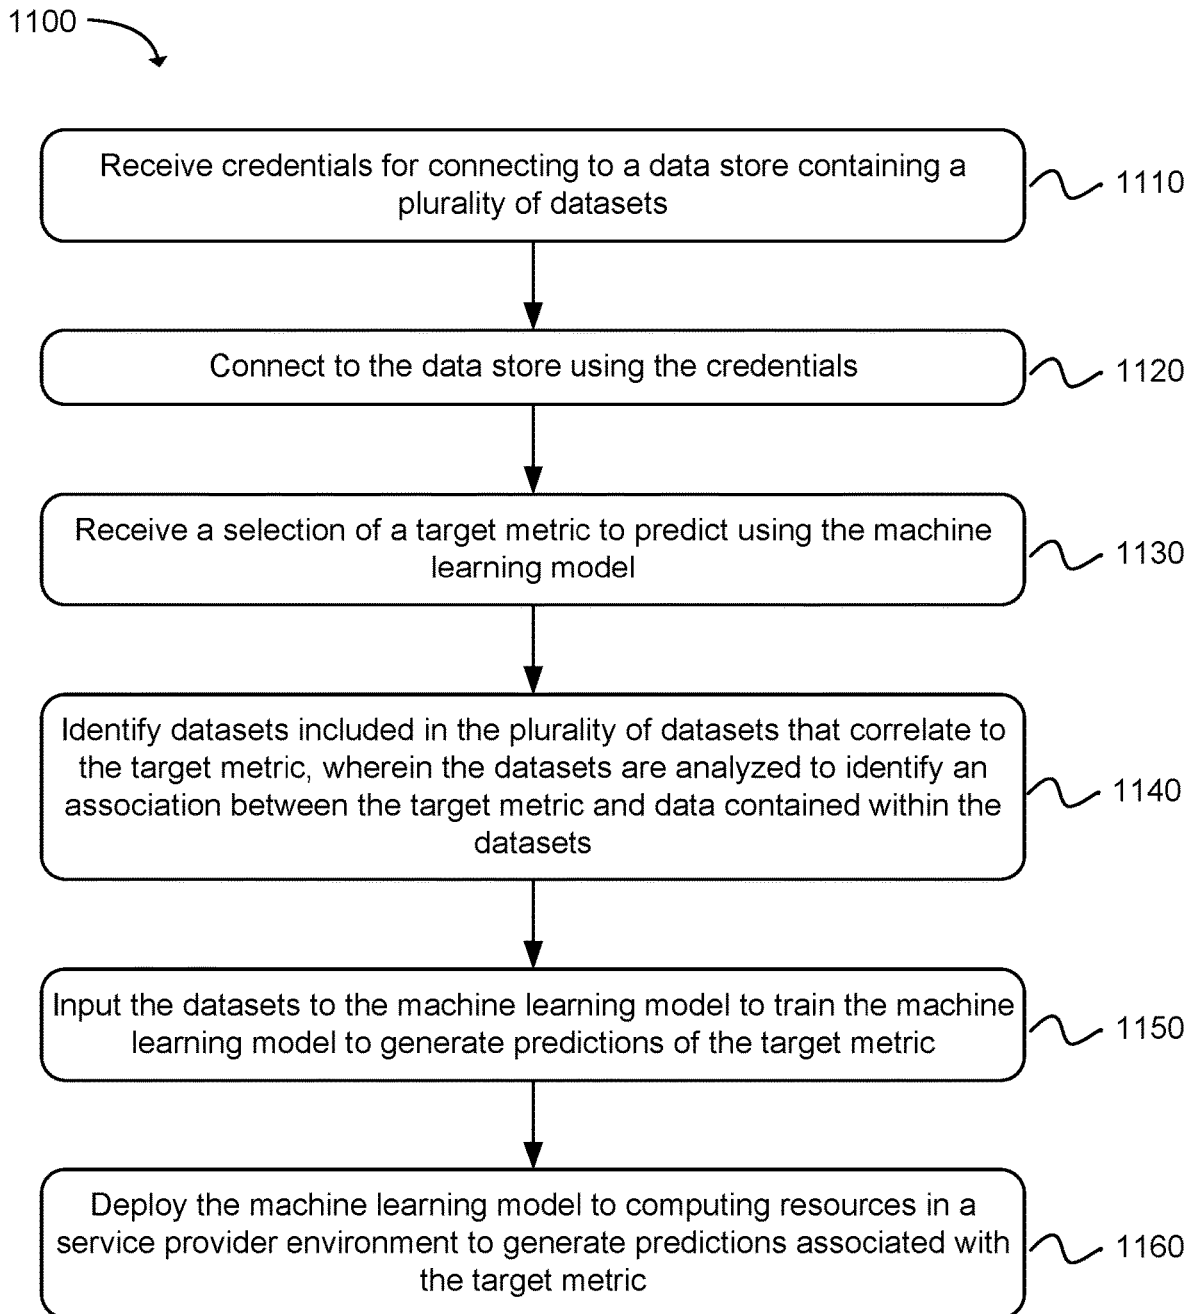 1100
Receive credentials for connecting to a data store containing a
plurality of datasets
1110
Connect to the data store using the credentials
1120
Receive a selection of a target metric to predict using the machine
learning model
1130
Identify datasets included in the plurality of datasets that correlate to
the target metric, wherein the datasets are analyzed to identify an
association between the target metric and data contained within the
datasets
1140
Input the datasets to the machine learning model to train the machine
learning model to generate predictions of the target metric
1150
Deploy the machine learning model to computing resources in a
service provider environment to generate predictions associated with
the target metric
1160